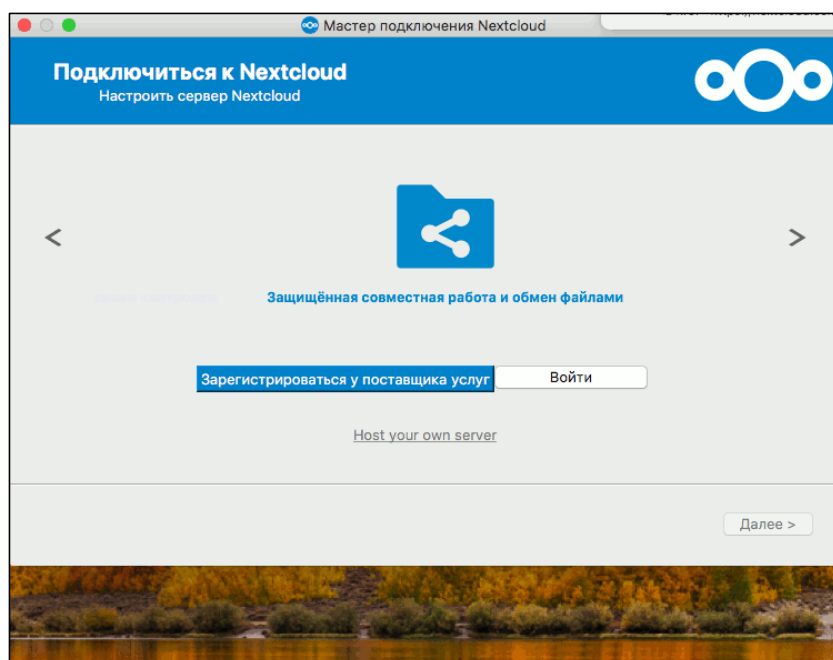 Мастер подключения Nextcloud
Подключиться к Nextcloud
Настроить сервер Nextcloud
<
>
Защищённая совместная работа и обмен файлами
Зарегистрироваться у поставщика услуг
Войти
Host your own server
Далее >